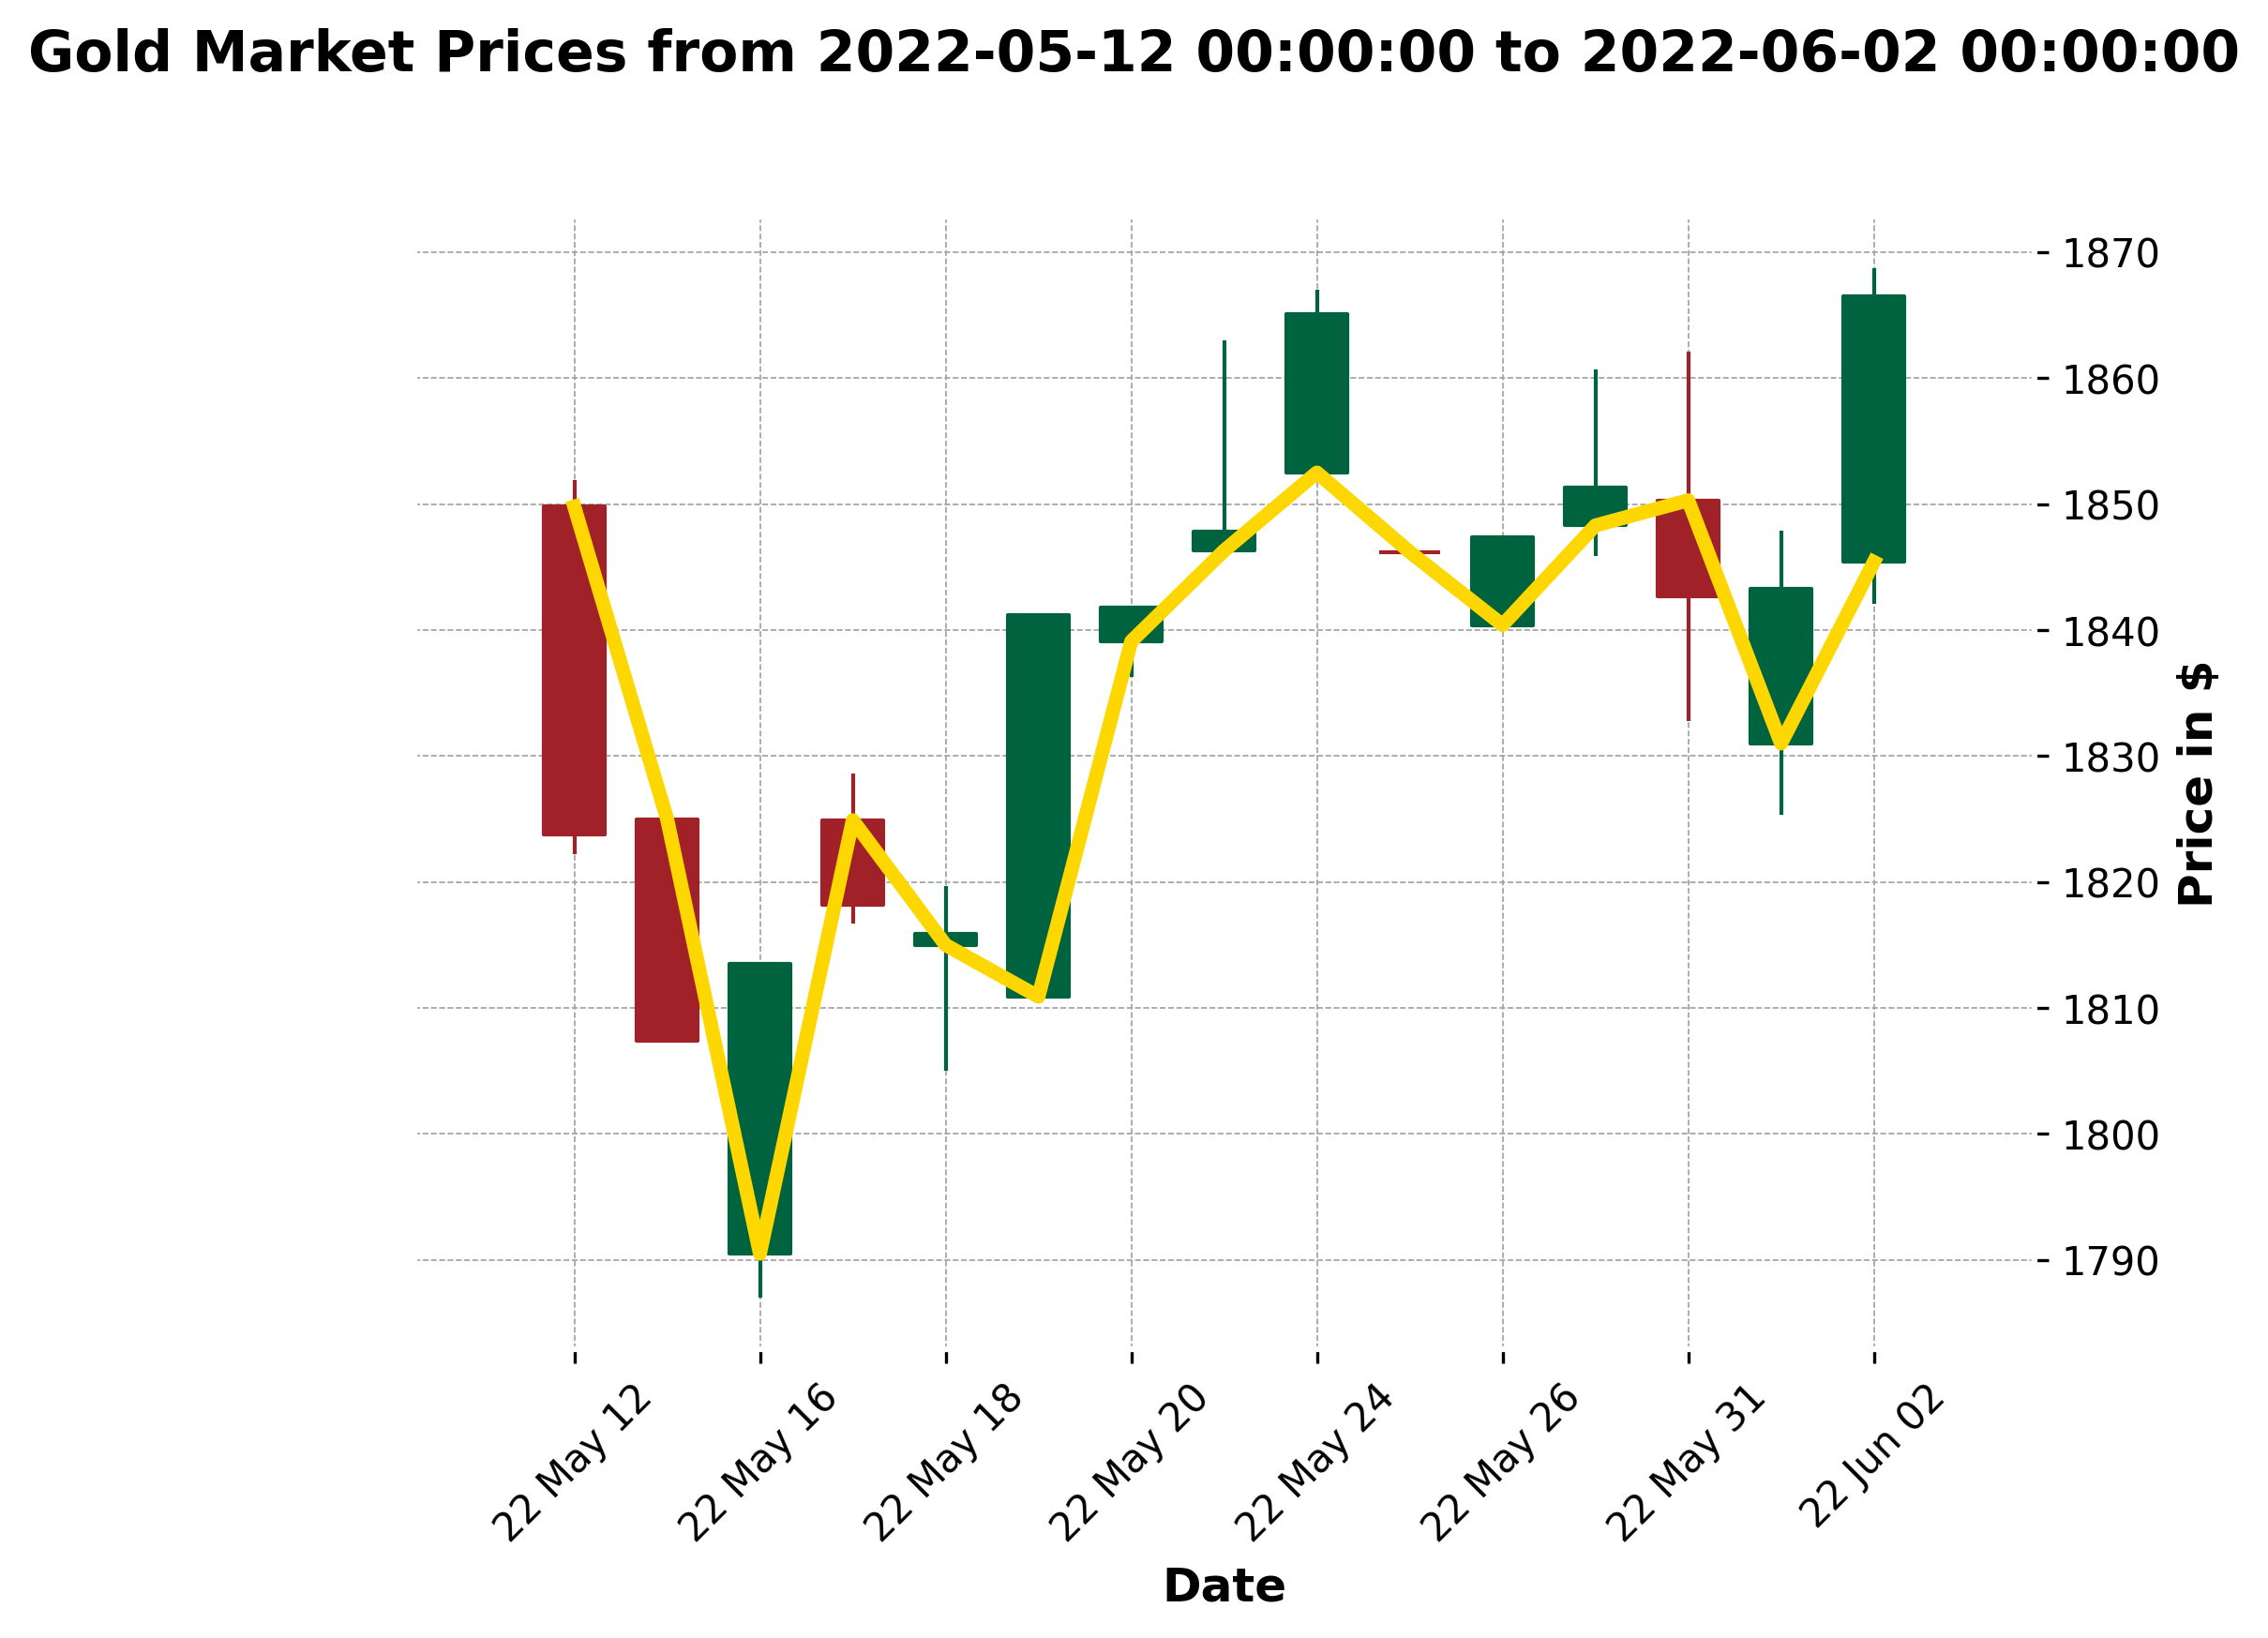 Gold Market Prices from 2022-05-12 00:00:00 to 2022-06-02 00:00:00
1870
1860
1850
1840
1830
1820
1810
1800
1790
Price in $
22 May 12
22 May 16
22 May 18
22 May 20
22 May 24
22 May 26
22 May 31
22 Jun 02
Date